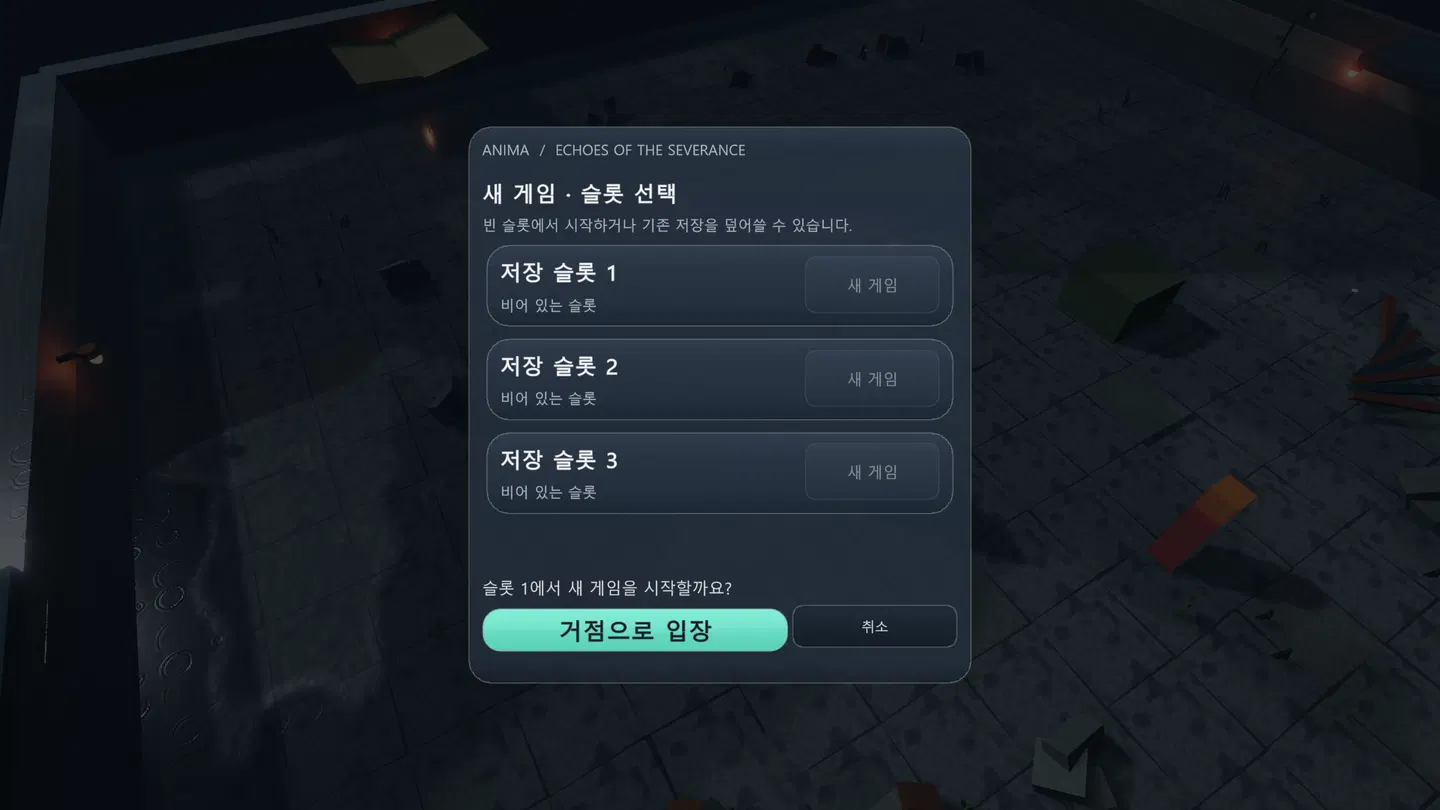 ANIMA / ECHOES OF THE SEVERANCE
새 게임 · 슬롯 선택
빈 슬롯에서 시작하거나 기존 저장을 덮어쓸 수 있습니다.
저장 슬롯 1
비어 있는 슬롯
새 게임
저장 슬롯 2
비어 있는 슬롯
새 게임
저장 슬롯 3
비어 있는 슬롯
새 게임
슬롯 1에서 새 게임을 시작할까요?
거점으로 입장
취소